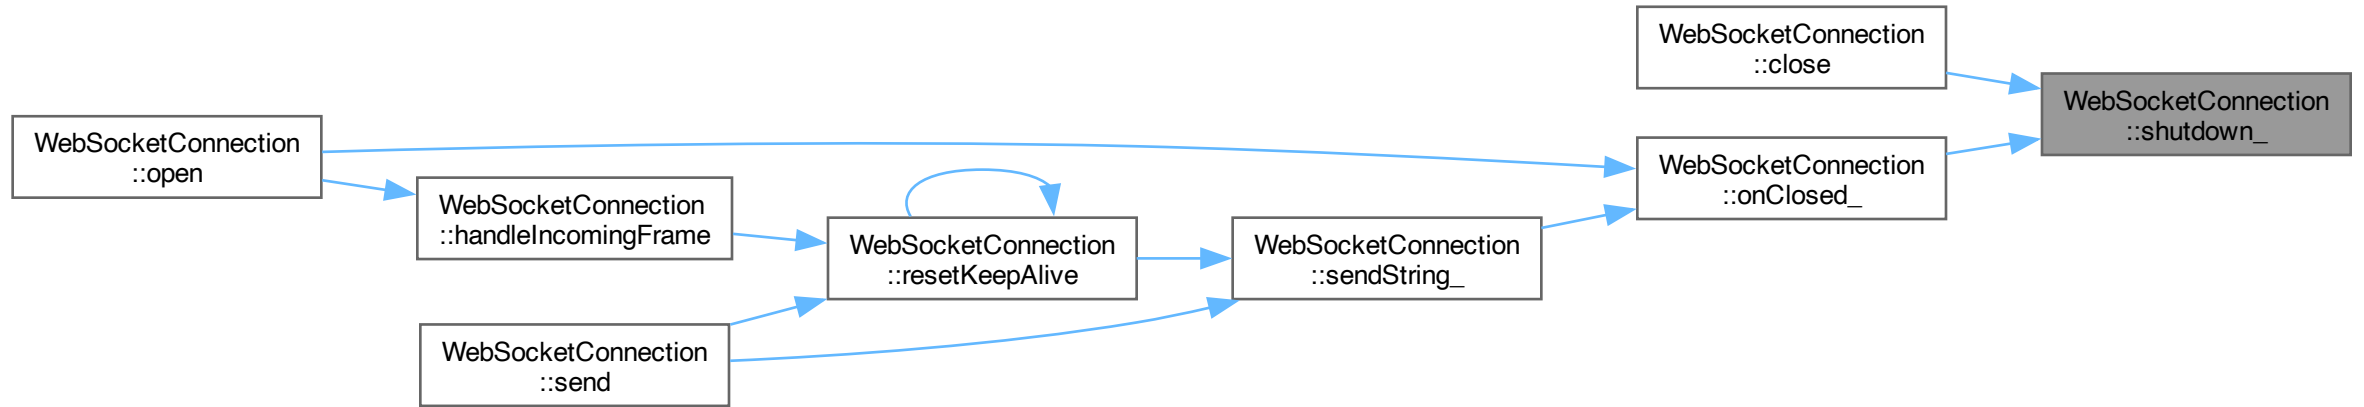 WebSocketConnection
::close
WebSocketConnection
::shutdown_
WebSocketConnection
::open
WebSocketConnection
::onClosed_
WebSocketConnection
::handleIncomingFrame
WebSocketConnection
::resetKeepAlive
WebSocketConnection
::sendString_
WebSocketConnection
::send